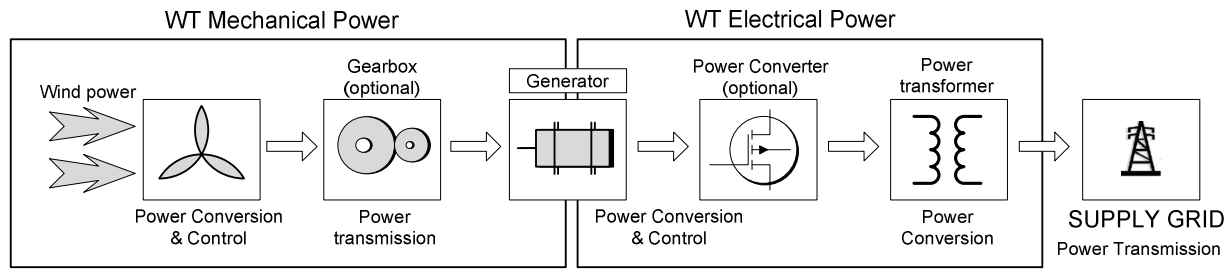 WT Mechanical Power
WT Electrical Power
Wind power
Gearbox
(optional)
Generator
Power Converter
(optional)
Power
transformer
Power Conversion
& Control
Power
transmission
Power Conversion
& Control
Power
Conversion
SUPPLY GRID
Power Transmission